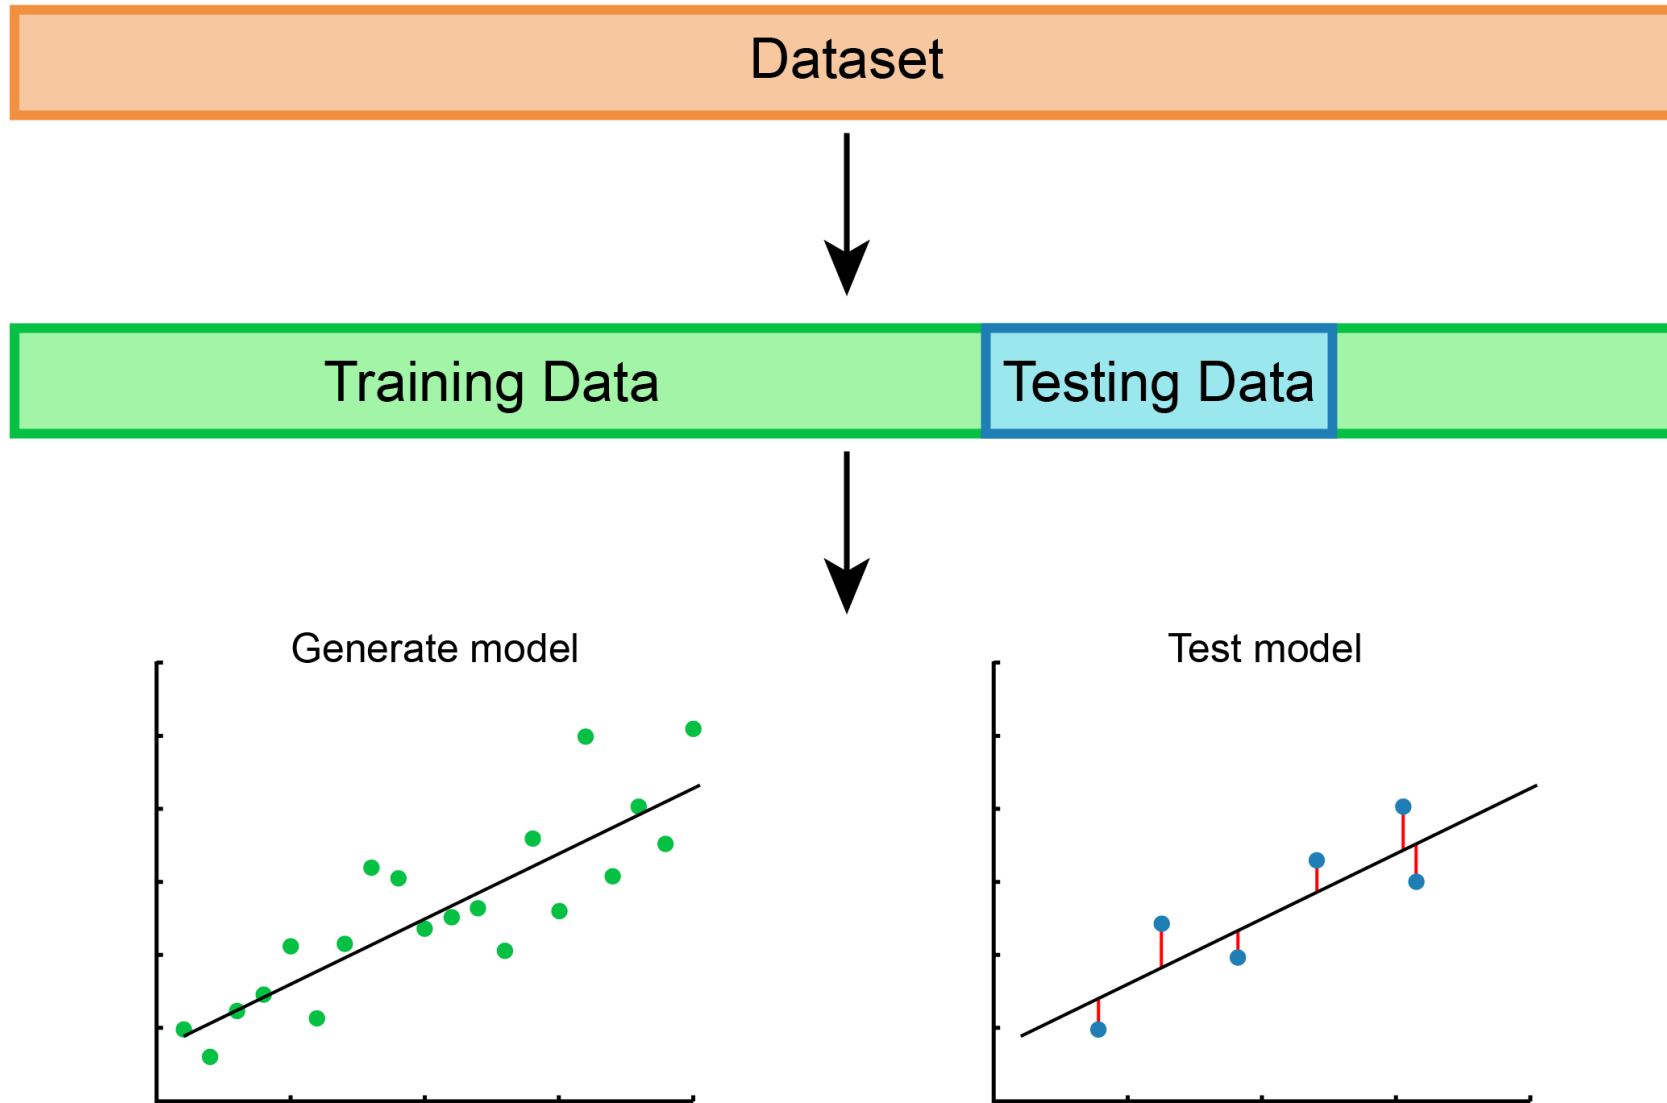 Dataset
Training Data
Testing Data
Generate model
Test model